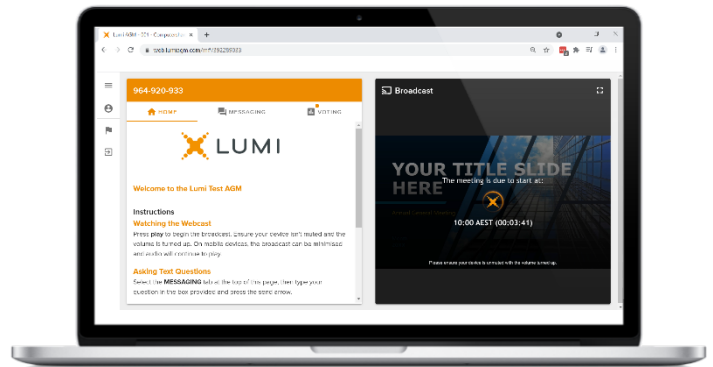 964-920-933
HOME
MESSAGING
VOTING
LUMI
Welcome to the Lumi Test AGM
Instructions
Watching the Webcast
Press play to begin the broadcast. Ensure your device isn't muted and the
volume is turned up. On mobile devices, the broadcast can be minimised
and audio will continue to play.
Asking Text Questions
Select the MESSAGING tab at the top of this page, then type your
question in the box provided and press the send arrow.
Broadcast
YOUR TITLE SLIDE
HERE
The meeting is due to start at:
10:00 AEST (00:03:41)
Please ensure your device is unmuted with the volume turned up.